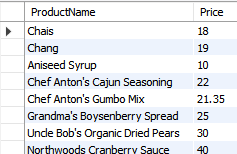 ProductName Price
Chais 18
Chang 19
Aniseed Syrup 10
Chef Anton's Cajun Seasoning 22
Chef Anton's Gumbo Mix 21.35
Grandma's Boysenberry Spread 25
Uncle Bob's Organic Dried Pears 30
Northwoods Cranberry Sauce 40